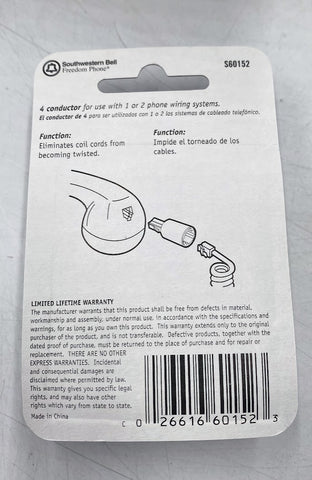 Southwestern Bell
Freedom Phone®
S60152
4 conductor for use with 1 or 2 phone wiring systems.
El conductor de 4 para ser utilizados con 1 o 2 los sistemas de cableado telefónico.
Function:
Eliminates coil cords from
becoming twisted.
Función:
Impide el torneado de los
cables.
LIMITED LIFETIME WARRANTY
The manufacturer warrants that this product shall be free from defects in material,
workmanship and assembly, under normal use, in accordance with the specifications and
warnings, for as long as you own this product. This warranty extends only to the original
purchaser of the product, and is not transferable. Defective products, together with the
dated proof of purchase, must be returned to the place of purchase and for repair or
replacement. THERE ARE NO OTHER
EXPRESS WARRANTIES. Incidental
and consequential damages are
disclaimed where permitted by law.
This warranty gives you specific legal
rights, and may also have other
rights which vary from state to state.
Made in China
C 0 26616 60152 3